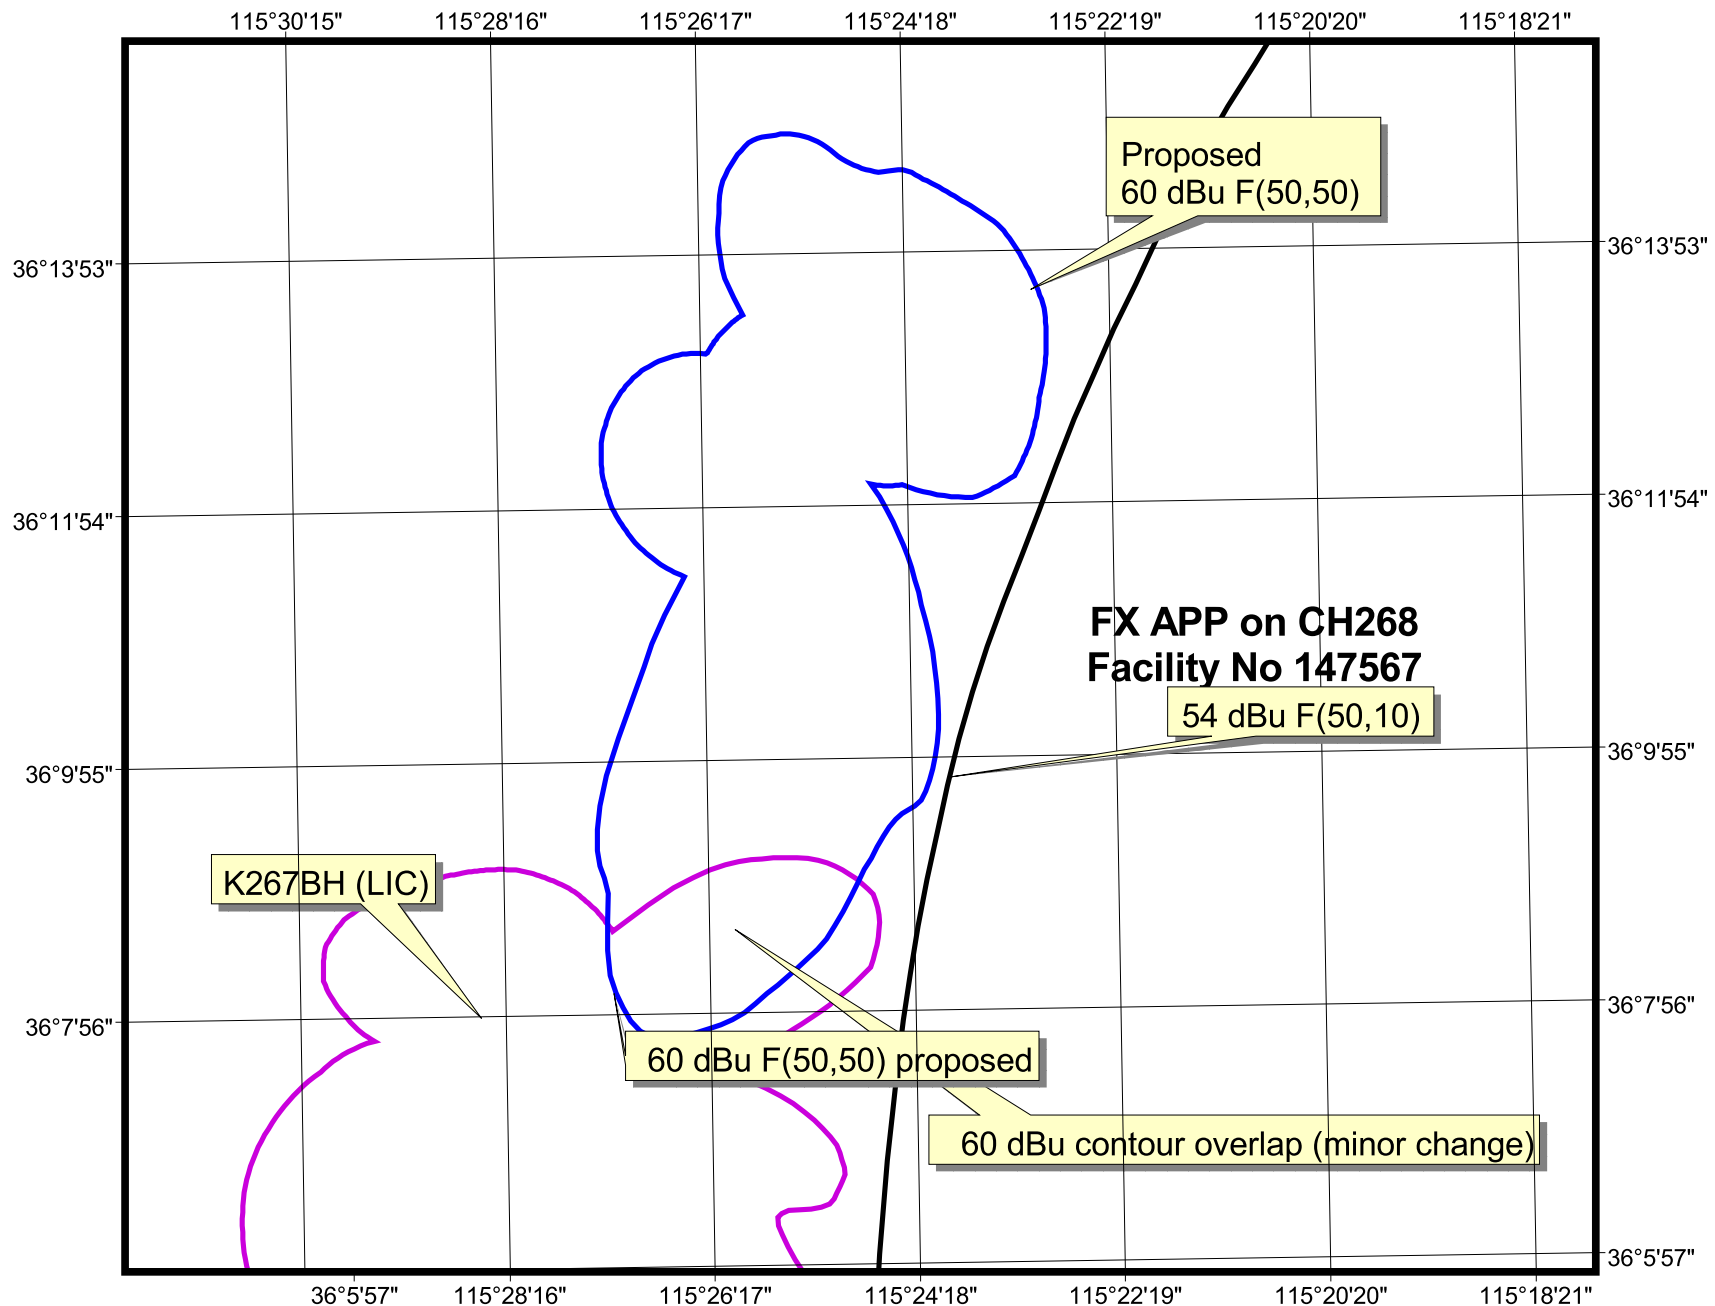 115°30'15" 115°28'16" 115°26'17" 115°24'18" 115°22'19" 115°20'20" 115°18'21"
Proposed
60 dBu F(50,50)
36°13'53" 36°13'53"
36°11'54" 36°11'54"
FX APP on CH268
Facility No 147567
54 dBu F(50,10)
36°9'55" 36°9'55"
K267BH (LIC)
36°7'56" 36°7'56"
60 dBu F(50,50) proposed
60 dBu contour overlap (minor change)
36°5'57"
36°5'57" 115°28'16" 115°26'17" 115°24'18" 115°22'19" 115°20'20" 115°18'21"